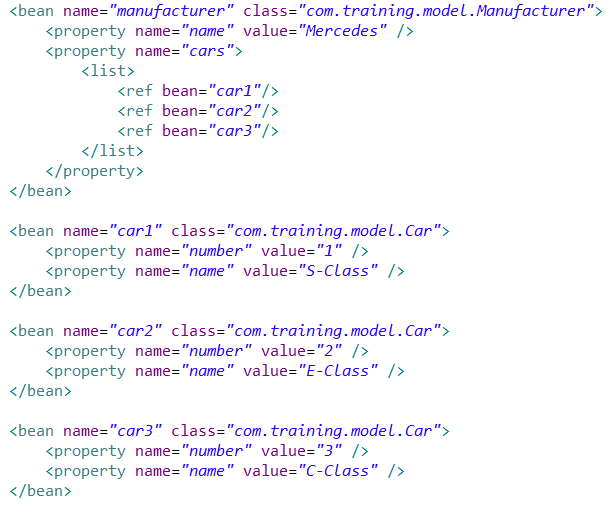 <bean name="manufacturer" class="com.training.model.Manufacturer">
    <property name="name" value="Mercedes" />
    <property name="cars">
        <list>
            <ref bean="car1"/>
            <ref bean="car2"/>
            <ref bean="car3"/>
        </list>
    </property>
</bean>

<bean name="car1" class="com.training.model.Car">
    <property name="number" value="1" />
    <property name="name" value="S-Class" />
</bean>

<bean name="car2" class="com.training.model.Car">
    <property name="number" value="2" />
    <property name="name" value="E-Class" />
</bean>

<bean name="car3" class="com.training.model.Car">
    <property name="number" value="3" />
    <property name="name" value="C-Class" />
</bean>